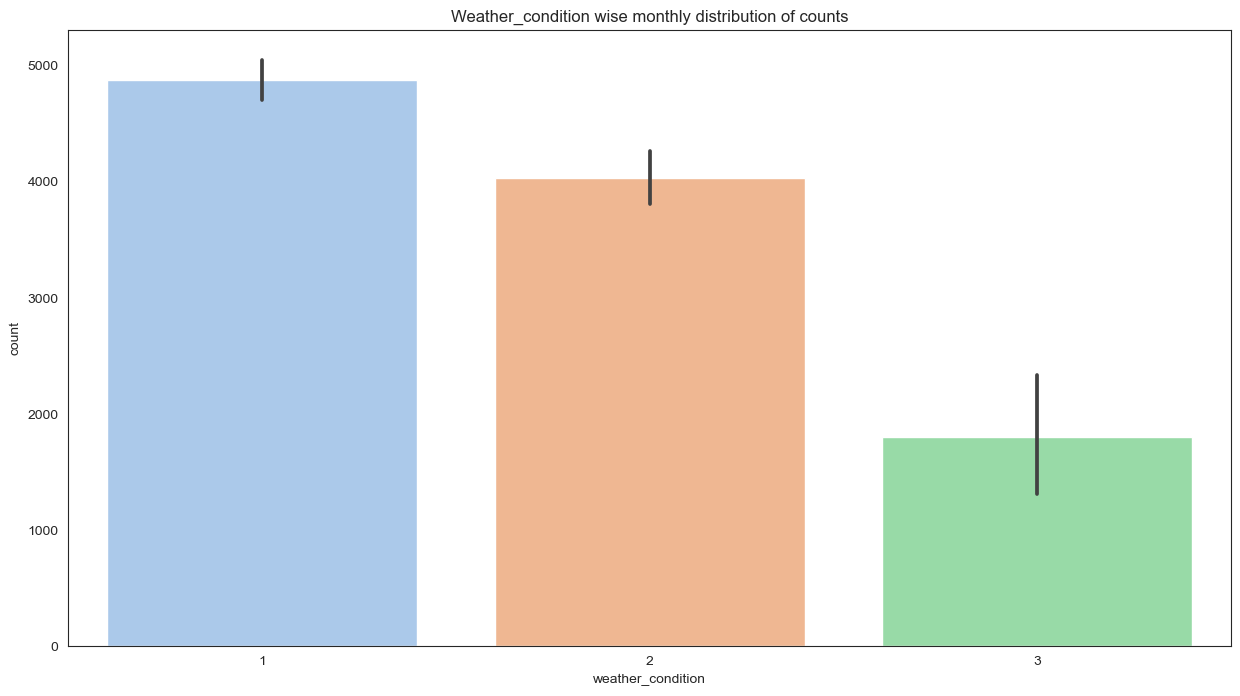 Weather_condition wise monthly distribution of counts
5000
4000
3000
2000
1000
0
count
1 2 3
weather_condition